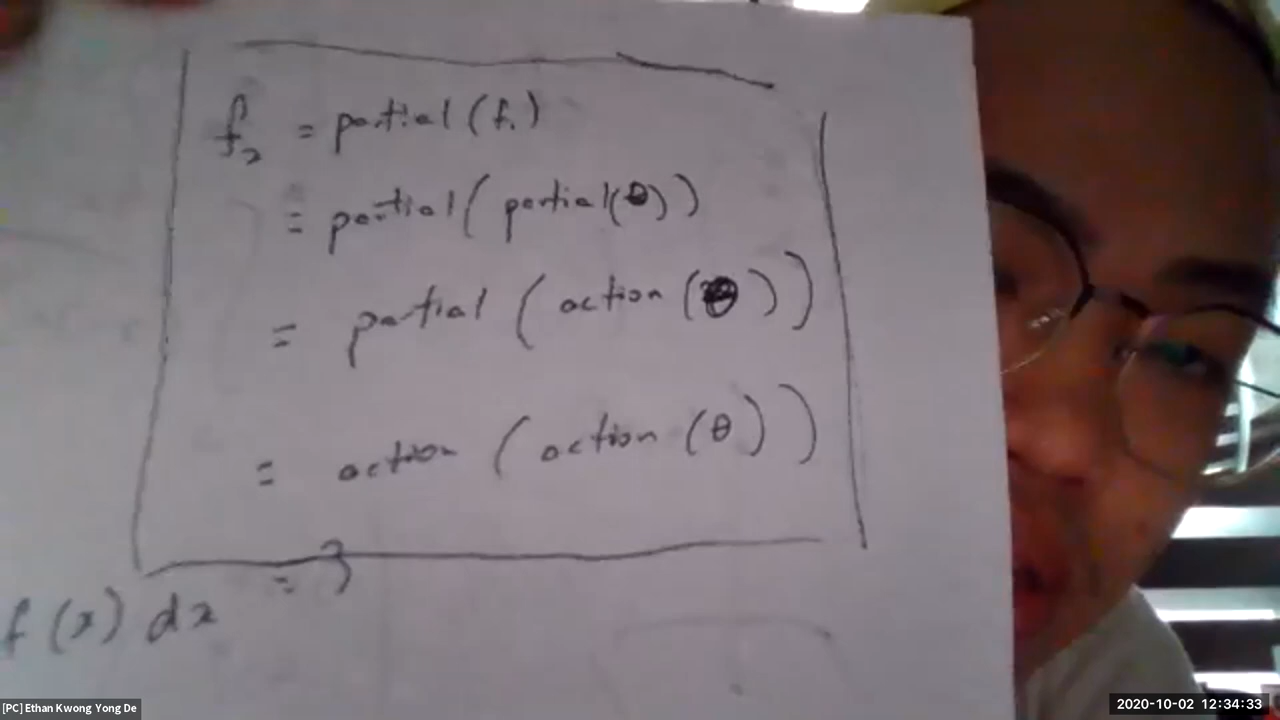 f₂ = partial (f₁)
= partial ( partial (θ) )
= partial ( action (θ) )
= action ( action (θ) )
f (x) dx = 3
[PC] Ethan Kwong Yong De
2020-10-02 12:34:33